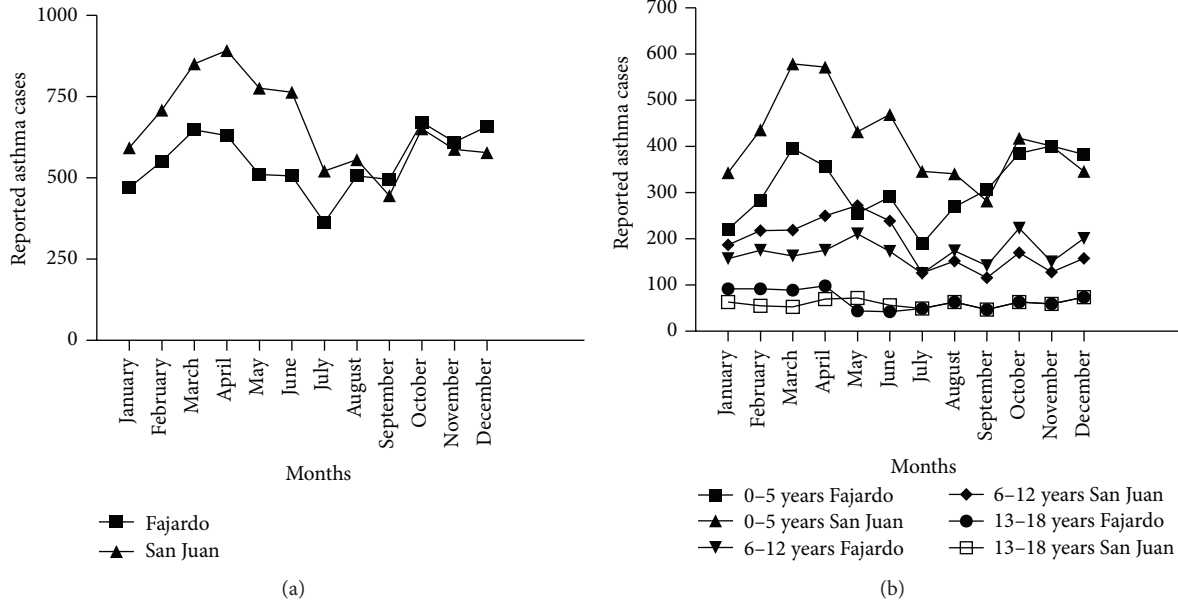 Reported asthma cases
1000
750
500
250
0
January
February
March
April
May
June
July
August
September
October
November
December
Months
Fajardo
San Juan
(a)
Reported asthma cases
700
600
500
400
300
200
100
0
January
February
March
April
May
June
July
August
September
October
November
December
Months
0–5 years Fajardo
0–5 years San Juan
6–12 years Fajardo
6–12 years San Juan
13–18 years Fajardo
13–18 years San Juan
(b)